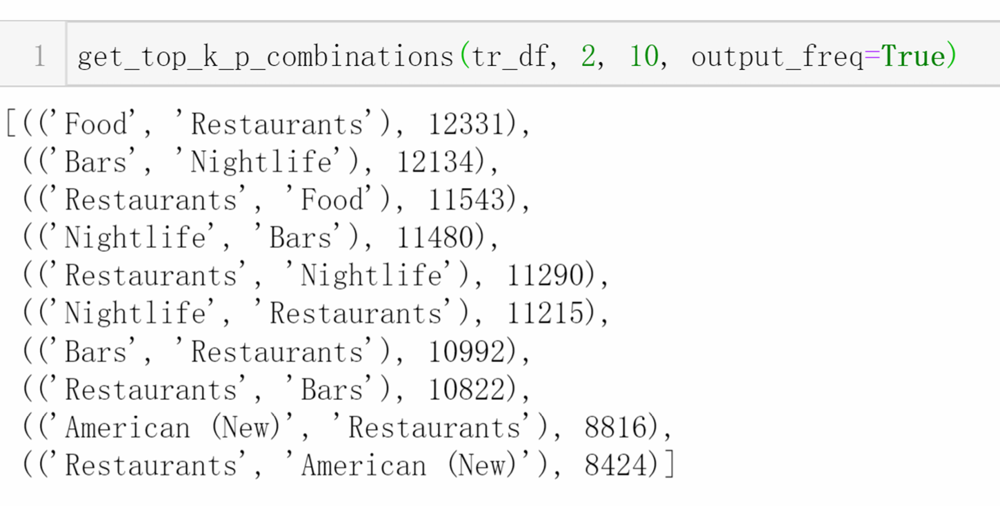 1 get_top_k_p_combinations(tr_df, 2, 10, output_freq=True)
[(('Food', 'Restaurants'), 12331),
(('Bars', 'Nightlife'), 12134),
(('Restaurants', 'Food'), 11543),
(('Nightlife', 'Bars'), 11480),
(('Restaurants', 'Nightlife'), 11290),
(('Nightlife', 'Restaurants'), 11215),
(('Bars', 'Restaurants'), 10992),
(('Restaurants', 'Bars'), 10822),
(('American (New)', 'Restaurants'), 8816),
(('Restaurants', 'American (New)'), 8424)]